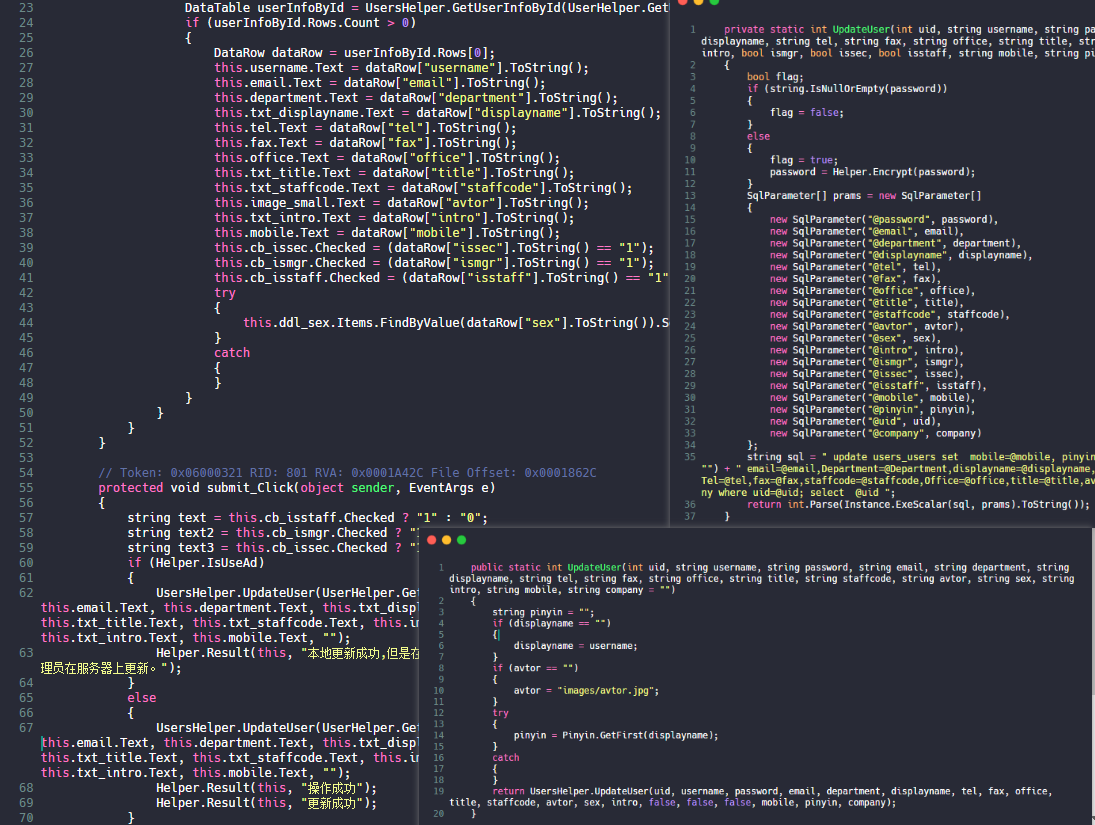 23 DataTable userInfoById = UsersHelper.GetUserInfoById(UserHelper.Get
24 if (userInfoById.Rows.Count > 0)
25 {
26 DataRow dataRow = userInfoById.Rows[0];
27 this.username.Text = dataRow["username"].ToString();
28 this.email.Text = dataRow["email"].ToString();
29 this.department.Text = dataRow["department"].ToString();
30 this.txt_displayname.Text = dataRow["displayname"].ToString();
31 this.tel.Text = dataRow["tel"].ToString();
32 this.fax.Text = dataRow["fax"].ToString();
33 this.office.Text = dataRow["office"].ToString();
34 this.txt_title.Text = dataRow["title"].ToString();
35 this.txt_staffcode.Text = dataRow["staffcode"].ToString();
36 this.image_small.Text = dataRow["avtor"].ToString();
37 this.txt_intro.Text = dataRow["intro"].ToString();
38 this.mobile.Text = dataRow["mobile"].ToString();
39 this.cb_issec.Checked = (dataRow["issec"].ToString() == "1");
40 this.cb_ismgr.Checked = (dataRow["ismgr"].ToString() == "1");
41 this.cb_isstaff.Checked = (dataRow["isstaff"].ToString() == "1"
42 try
43 {
44 this.ddl_sex.Items.FindByValue(dataRow["sex"].ToString()).S
45 }
46 catch
47 {
48 }
49 }
50 }
51 }
52 }
53
54 // Token: 0x06000321 RID: 801 RVA: 0x0001A42C File Offset: 0x0001862C
55 protected void submit_Click(object sender, EventArgs e)
56 {
57 string text = this.cb_isstaff.Checked ? "1" : "0";
58 string text2 = this.cb_ismgr.Checked ? "
59 string text3 = this.cb_issec.Checked ? "
60 if (Helper.IsUseAd)
61 {
62 UsersHelper.UpdateUser(UserHelper.Get
this.email.Text, this.department.Text, this.txt_displ
this.txt_title.Text, this.txt_staffcode.Text, this.i
this.txt_intro.Text, this.mobile.Text, "");
63 Helper.Result(this, "本地更新成功,但是在
理员在服务器上更新。");
64 }
65 else
66 {
67 UsersHelper.UpdateUser(UserHelper.Get
this.email.Text, this.department.Text, this.txt_displ
this.txt_title.Text, this.txt_staffcode.Text, this.i
this.txt_intro.Text, this.mobile.Text, "");
68 Helper.Result(this, "操作成功");
69 Helper.Result(this, "更新成功");
70 }
1 private static int UpdateUser(int uid, string username, string pa
displayname, string tel, string fax, string office, string title, st
intro, bool ismgr, bool issec, bool isstaff, string mobile, string pi
2 {
3 bool flag;
4 if (string.IsNullOrEmpty(password))
5 {
6 flag = false;
7 }
8 else
9 {
10 flag = true;
11 password = Helper.Encrypt(password);
12 }
13 SqlParameter[] prams = new SqlParameter[]
14 {
15 new SqlParameter("@password", password),
16 new SqlParameter("@email", email),
17 new SqlParameter("@department", department),
18 new SqlParameter("@displayname", displayname),
19 new SqlParameter("@tel", tel),
20 new SqlParameter("@fax", fax),
21 new SqlParameter("@office", office),
22 new SqlParameter("@title", title),
23 new SqlParameter("@staffcode", staffcode),
24 new SqlParameter("@avtor", avtor),
25 new SqlParameter("@sex", sex),
26 new SqlParameter("@intro", intro),
27 new SqlParameter("@ismgr", ismgr),
28 new SqlParameter("@issec", issec),
29 new SqlParameter("@isstaff", isstaff),
30 new SqlParameter("@mobile", mobile),
31 new SqlParameter("@pinyin", pinyin),
32 new SqlParameter("@uid", uid),
33 new SqlParameter("@company", company)
34 };
35 string sql = " update users_users set  mobile=@mobile, pinyin
"") + " email=@email,Department=@Department,displayname=@displayname,
Tel=@tel,fax=@fax,staffcode=@staffcode,Office=@office,title=@title,av
ny where uid=@uid; select  @uid ";
36 return int.Parse(Instance.ExeScalar(sql, prams).ToString());
37 }
1 public static int UpdateUser(int uid, string username, string password, string email, string department, string
displayname, string tel, string fax, string office, string title, string staffcode, string avtor, string sex, string
intro, string mobile, string company = "")
2 {
3 string pinyin = "";
4 if (displayname == "")
5 {
6 displayname = username;
7 }
8 if (avtor == "")
9 {
10 avtor = "images/avtor.jpg";
11 }
12 try
13 {
14 pinyin = Pinyin.GetFirst(displayname);
15 }
16 catch
17 {
18 }
19 return UsersHelper.UpdateUser(uid, username, password, email, department, displayname, tel, fax, office,
title, staffcode, avtor, sex, intro, false, false, false, mobile, pinyin, company);
20 }